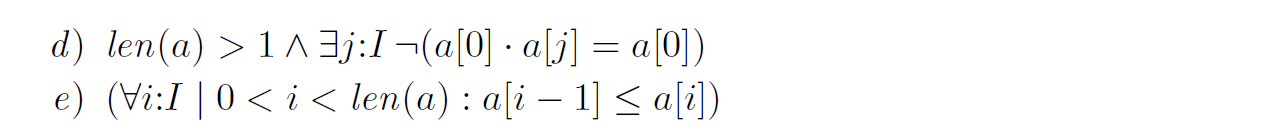 d) len(a) > 1 ∧ ∃j:I ¬(a[0] · a[j] = a[0])
e) (∀i:I | 0 < i < len(a) : a[i − 1] ≤ a[i])